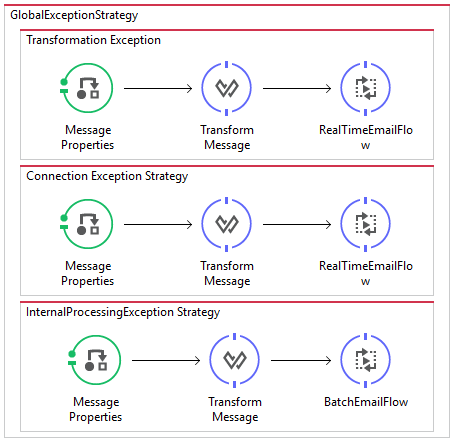 GlobalExceptionStrategy
Transformation Exception
Message
Properties
Transform
Message
RealTimeEmailFlo
w
Connection Exception Strategy
Message
Properties
Transform
Message
RealTimeEmailFlo
w
InternalProcessingException Strategy
Message
Properties
Transform
Message
BatchEmailFlow